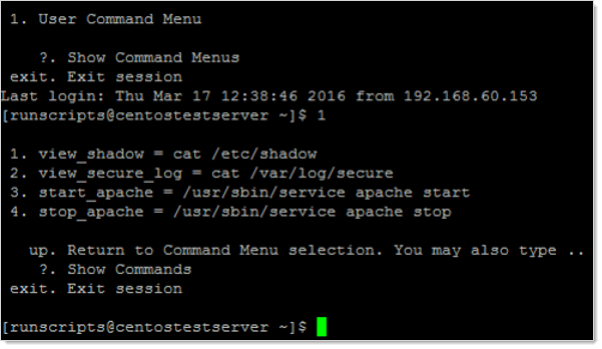 1. User Command Menu
?. Show Command Menus
exit. Exit session
Last login: Thu Mar 17 12:38:46 2016 from 192.168.60.153
[runscripts@centostestserver ~]$ 1
1. view_shadow = cat /etc/shadow
2. view_secure_log = cat /var/log/secure
3. start_apache = /usr/sbin/service apache start
4. stop_apache = /usr/sbin/service apache stop
up. Return to Command Menu selection. You may also type ..
?. Show Commands
exit. Exit session
[runscripts@centostestserver ~]$